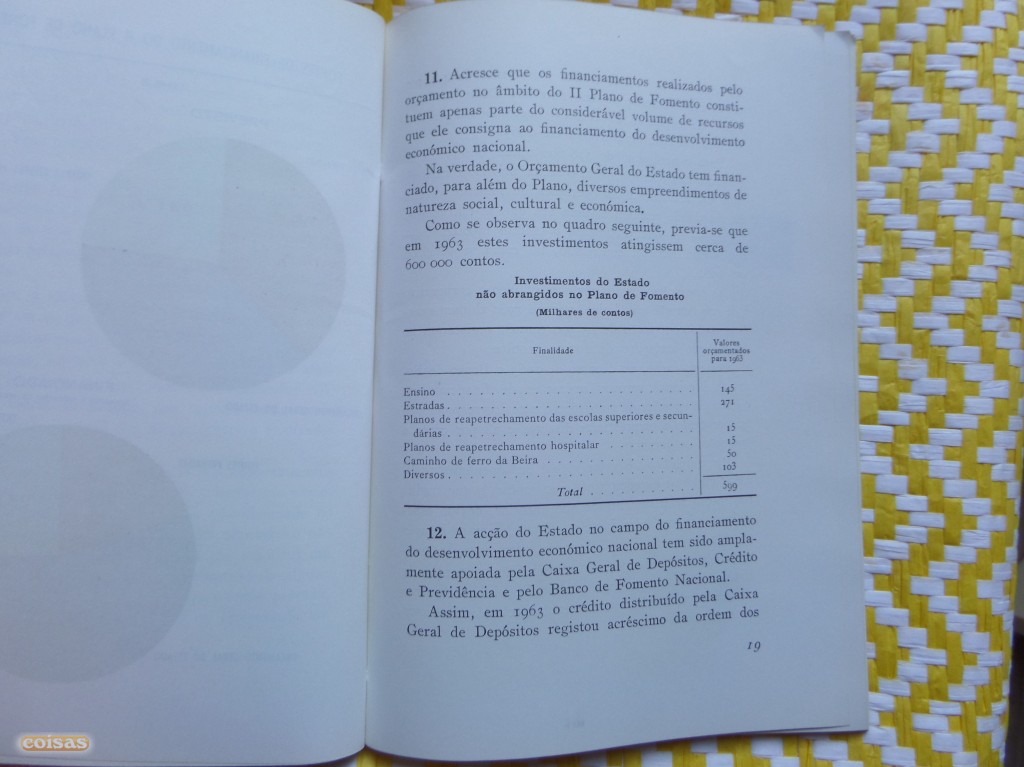 11. Acresce que os financiamentos realizados pelo
orçamento no âmbito do II Plano de Fomento consti-
tuem apenas parte do considerável volume de recursos
que ele consigna ao financiamento do desenvolvimento
económico nacional.
Na verdade, o Orçamento Geral do Estado tem finan-
ciado, para além do Plano, diversos empreendimentos de
natureza social, cultural e económica.
Como se observa no quadro seguinte, previa-se que
em 1963 estes investimentos atingissem cerca de
600 000 contos.
Investimentos do Estado
não abrangidos no Plano de Fomento
(Milhares de contos)
Finalidade
Valores
orçamentados
para 1963
Ensino . . . . . . . . . . . . . . . . . . . . 145
Estradas . . . . . . . . . . . . . . . . . . . . 271
Planos de reapetrechamento das escolas superiores e secun-
dárias . . . . . . . . . . . . . . . . . . . . 15
Planos de reapetrechamento hospitalar . . . . . . . . . 15
Caminho de ferro da Beira . . . . . . . . . . . . 50
Diversos . . . . . . . . . . . . . . . . . . . . 103
Total . . . . . . . . . . 599
12. A acção do Estado no campo do financiamento
do desenvolvimento económico nacional tem sido ampla-
mente apoiada pela Caixa Geral de Depósitos, Crédito
e Previdência e pelo Banco de Fomento Nacional.
Assim, em 1963 o crédito distribuído pela Caixa
Geral de Depósitos registou acréscimo da ordem dos
19
coisas